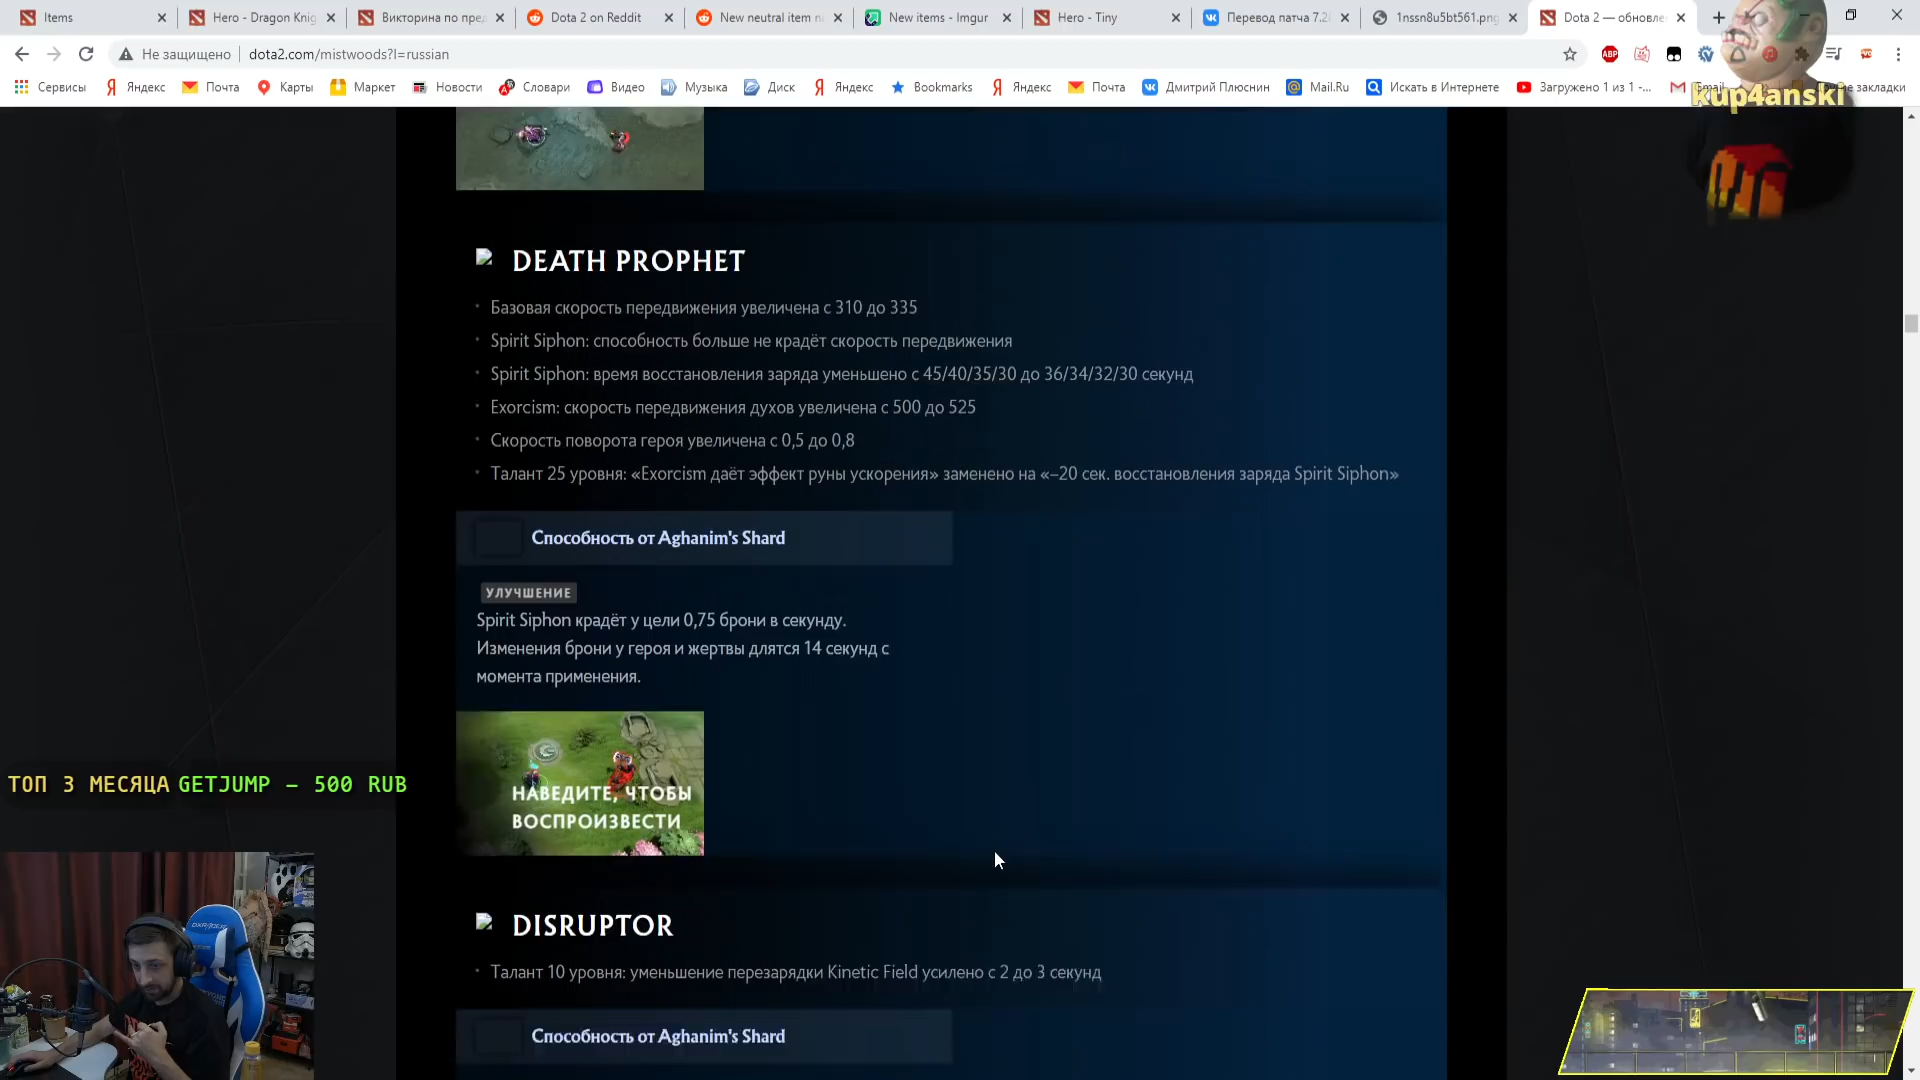 Items
Hero - Dragon Knig
Викторина по пред
Dota 2 on Reddit
New neutral item n
New items - Imgur
Hero - Tiny
Перевод патча 7.2
1nssn8u5bt561.png
Dota 2 — обновле
Не защищено
dota2.com/mistwoods?l=russian
ABP
Сервисы
Яндекс
Почта
Карты
Маркет
Новости
Словари
Видео
Музыка
Диск
Яндекс
Bookmarks
Яндекс
Почта
Дмитрий Плюснин
Mail.Ru
Искать в Интернете
Загружено 1 из 1 -...
Gmail
Другие закладки
kup4anski
DEATH PROPHET
Базовая скорость передвижения увеличена с 310 до 335
Spirit Siphon: способность больше не крадёт скорость передвижения
Spirit Siphon: время восстановления заряда уменьшено с 45/40/35/30 до 36/34/32/30 секунд
Exorcism: скорость передвижения духов увеличена с 500 до 525
Скорость поворота героя увеличена с 0,5 до 0,8
Талант 25 уровня: «Exorcism даёт эффект руны ускорения» заменено на «–20 сек. восстановления заряда Spirit Siphon»
Способность от Aghanim's Shard
УЛУЧШЕНИЕ
Spirit Siphon крадёт у цели 0,75 брони в секунду.
Изменения брони у героя и жертвы длятся 14 секунд с
момента применения.
НАВЕДИТЕ, ЧТОБЫ
ВОСПРОИЗВЕСТИ
ТОП 3 МЕСЯЦА GETJUMP – 500 RUB
DISRUPTOR
Талант 10 уровня: уменьшение перезарядки Kinetic Field усилено с 2 до 3 секунд
Способность от Aghanim's Shard